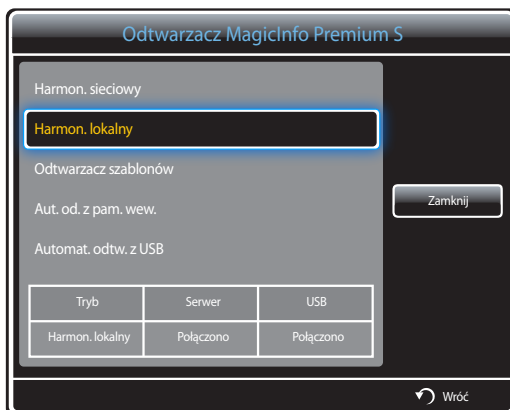 Odtwarzacz MagicInfo Premium S
Harmon. sieciowy
Harmon. lokalny
Odtwarzacz szablonów
Aut. od. z pam. wew.
Automat. odtw. z USB
Zamknij
Tryb Serwer USB
Harmon. lokalny Połączono Połączono
Wróć